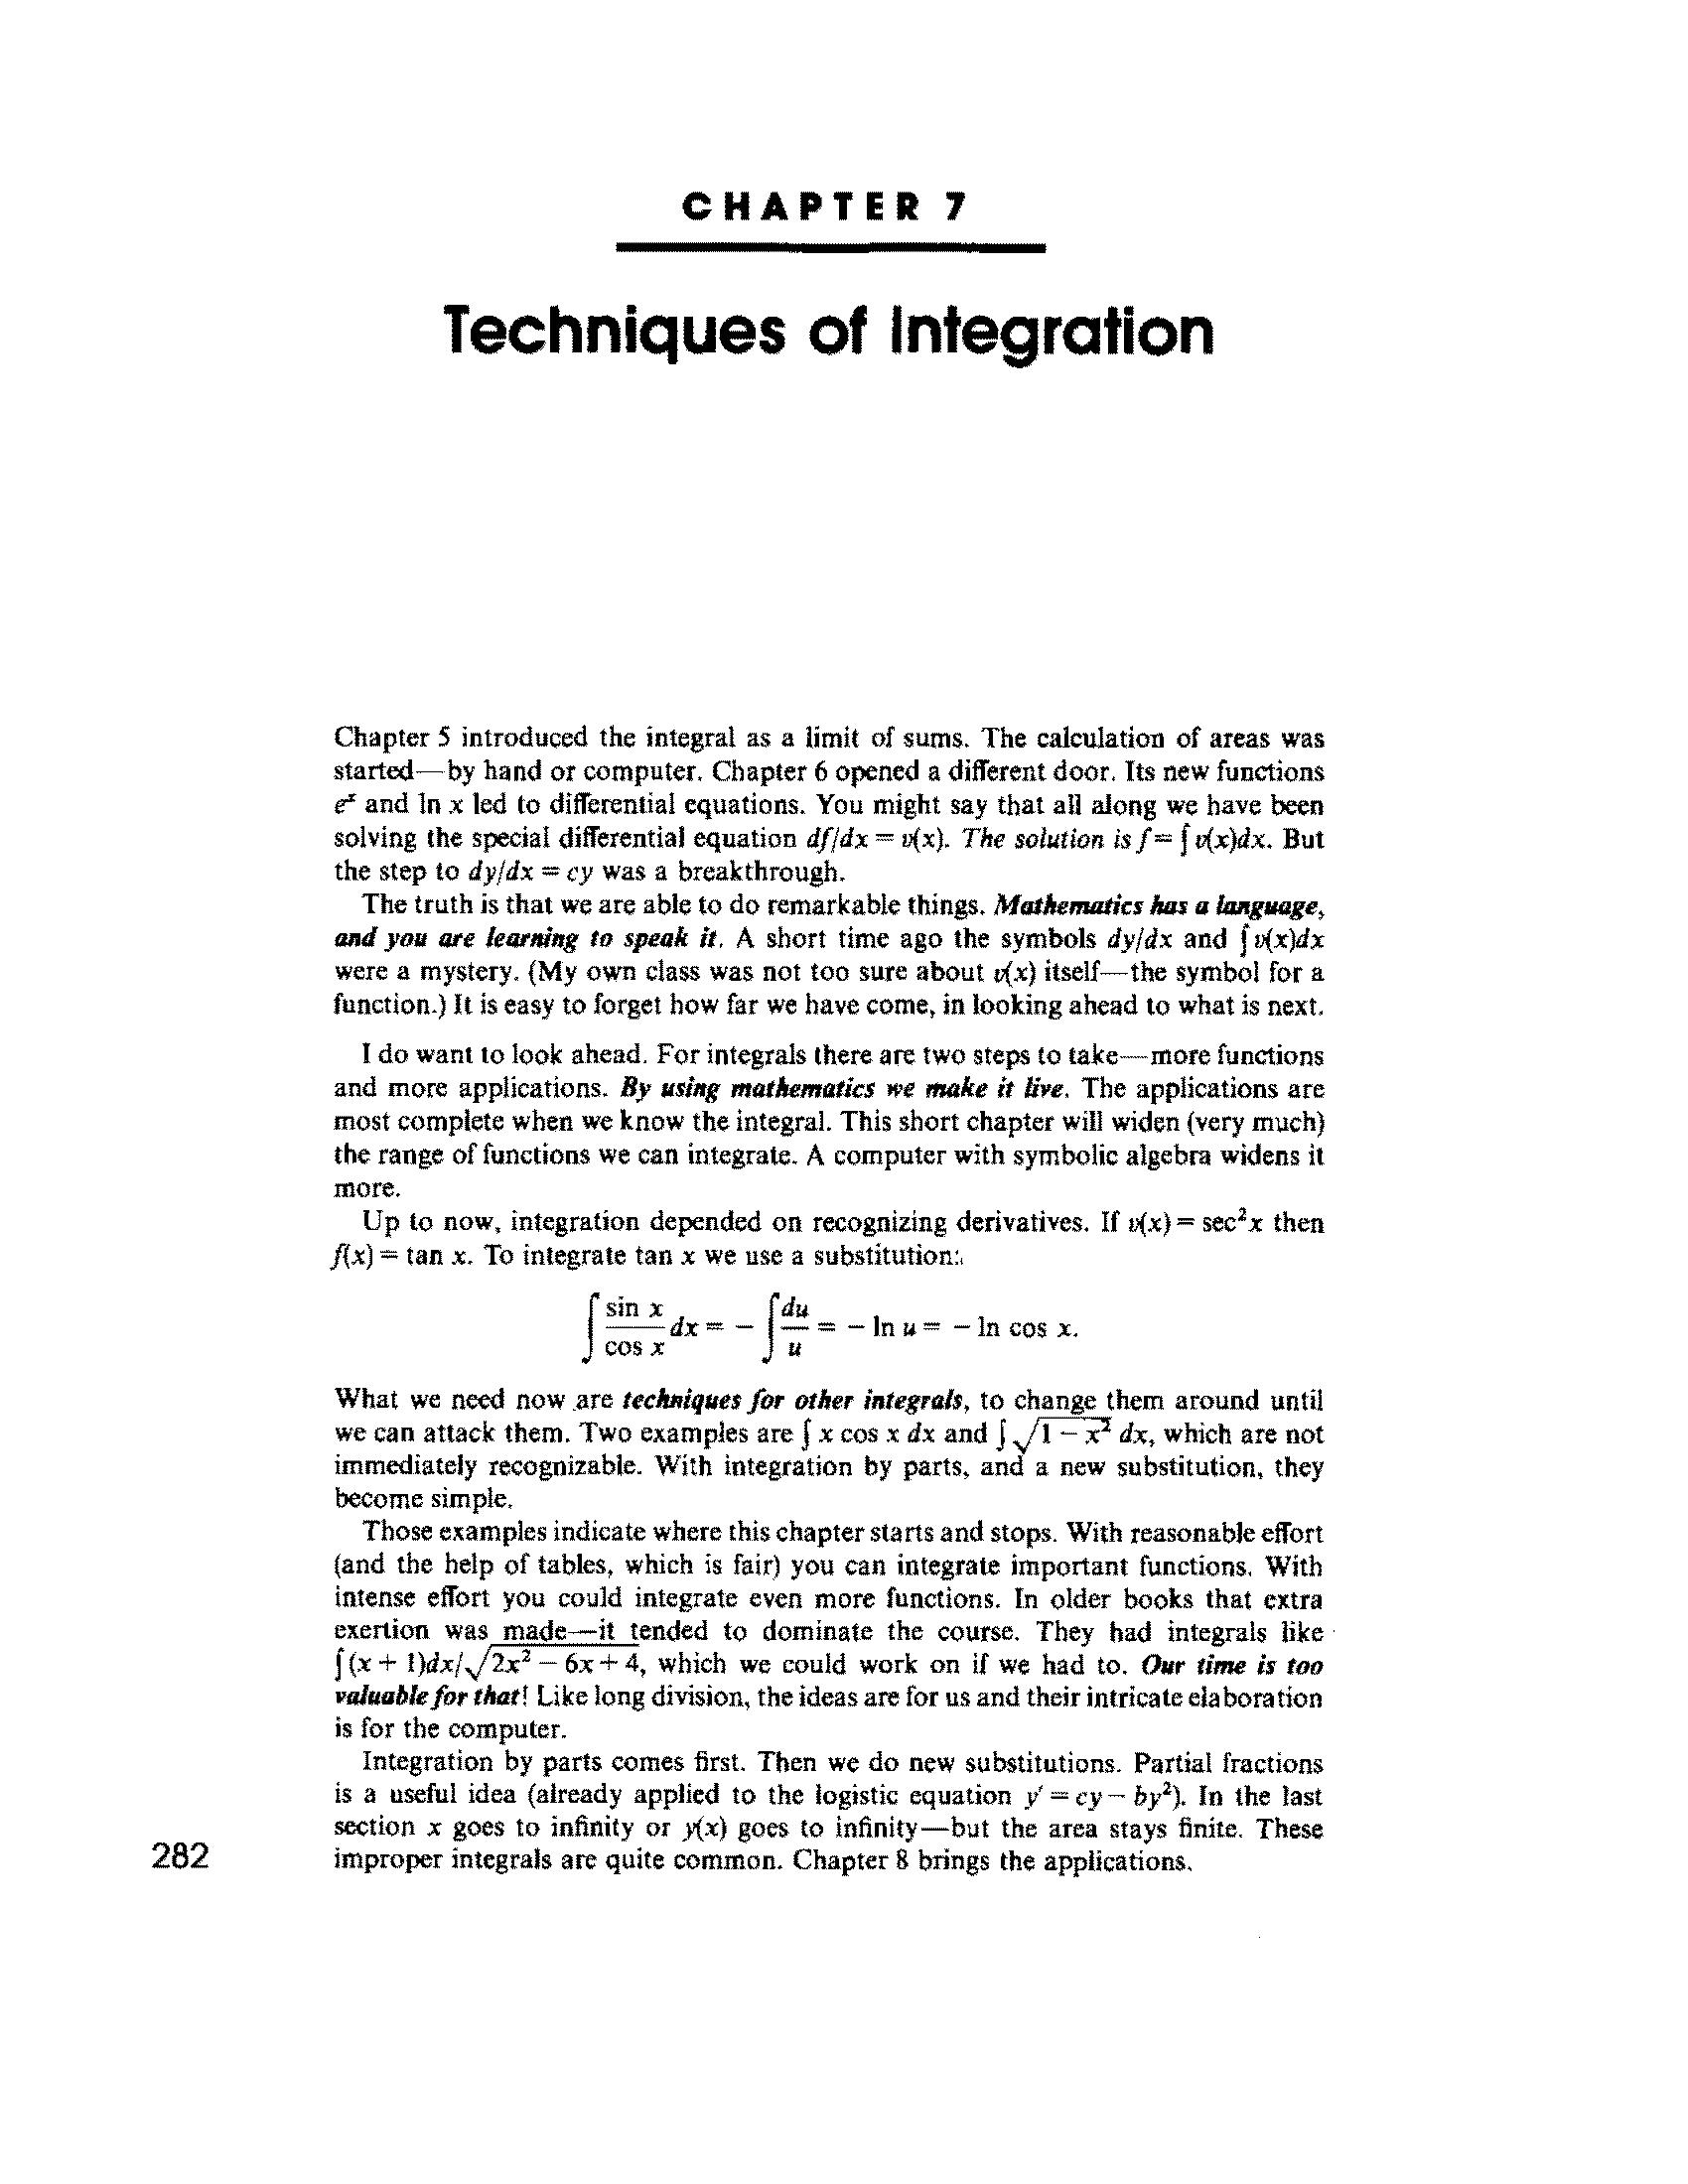 CHAPTER 7
Techniques of Integration
Chapter 5 introduced the integral as a limit of sums. The calculation of areas was
started—by hand or computer. Chapter 6 opened a different door. Its new functions
eˣ and ln x led to differential equations. You might say that all along we have been
solving the special differential equation df/dx = v(x). The solution is f = ∫ v(x)dx. But
the step to dy/dx = cy was a breakthrough.
The truth is that we are able to do remarkable things. Mathematics has a language,
and you are learning to speak it. A short time ago the symbols dy/dx and ∫ v(x)dx
were a mystery. (My own class was not too sure about v(x) itself—the symbol for a
function.) It is easy to forget how far we have come, in looking ahead to what is next.
I do want to look ahead. For integrals there are two steps to take—more functions
and more applications. By using mathematics we make it live. The applications are
most complete when we know the integral. This short chapter will widen (very much)
the range of functions we can integrate. A computer with symbolic algebra widens it
more.
Up to now, integration depended on recognizing derivatives. If v(x) = sec²x then
f(x) = tan x. To integrate tan x we use a substitution:
∫ sin x / cos x dx = − ∫ du / u = − ln u = − ln cos x.
What we need now are techniques for other integrals, to change them around until
we can attack them. Two examples are ∫ x cos x dx and ∫ √(1 − x²) dx, which are not
immediately recognizable. With integration by parts, and a new substitution, they
become simple.
Those examples indicate where this chapter starts and stops. With reasonable effort
(and the help of tables, which is fair) you can integrate important functions. With
intense effort you could integrate even more functions. In older books that extra
exertion was made—it tended to dominate the course. They had integrals like
∫ (x + 1)dx/√(2x² − 6x + 4), which we could work on if we had to. Our time is too
valuable for that! Like long division, the ideas are for us and their intricate elaboration
is for the computer.
Integration by parts comes first. Then we do new substitutions. Partial fractions
is a useful idea (already applied to the logistic equation y′ = cy − by²). In the last
section x goes to infinity or y(x) goes to infinity—but the area stays finite. These
improper integrals are quite common. Chapter 8 brings the applications.
282